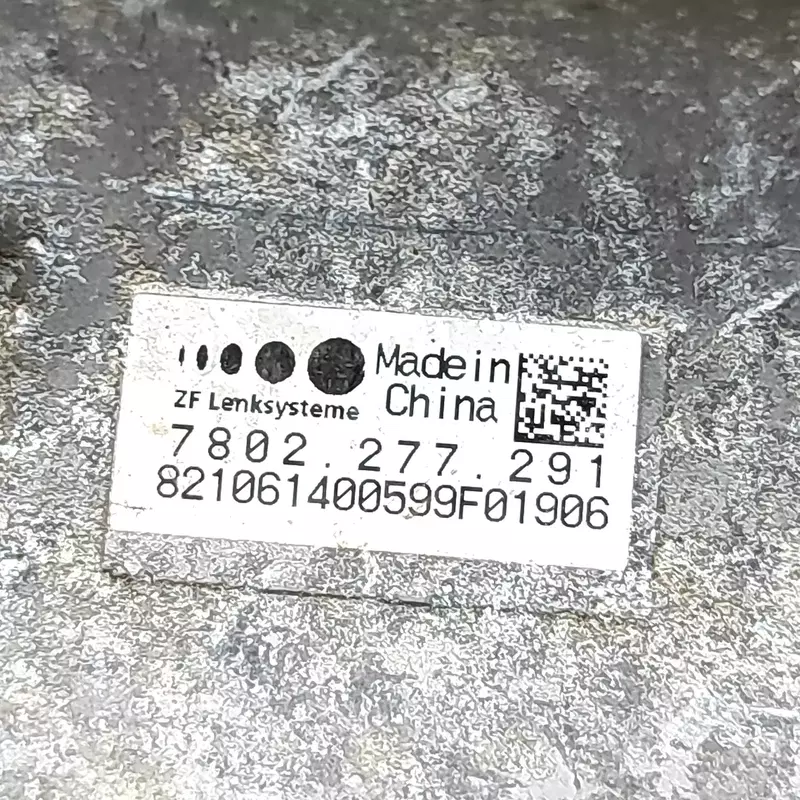 Made in
China
ZF Lenksysteme
7802.277.291
821061400599F01906